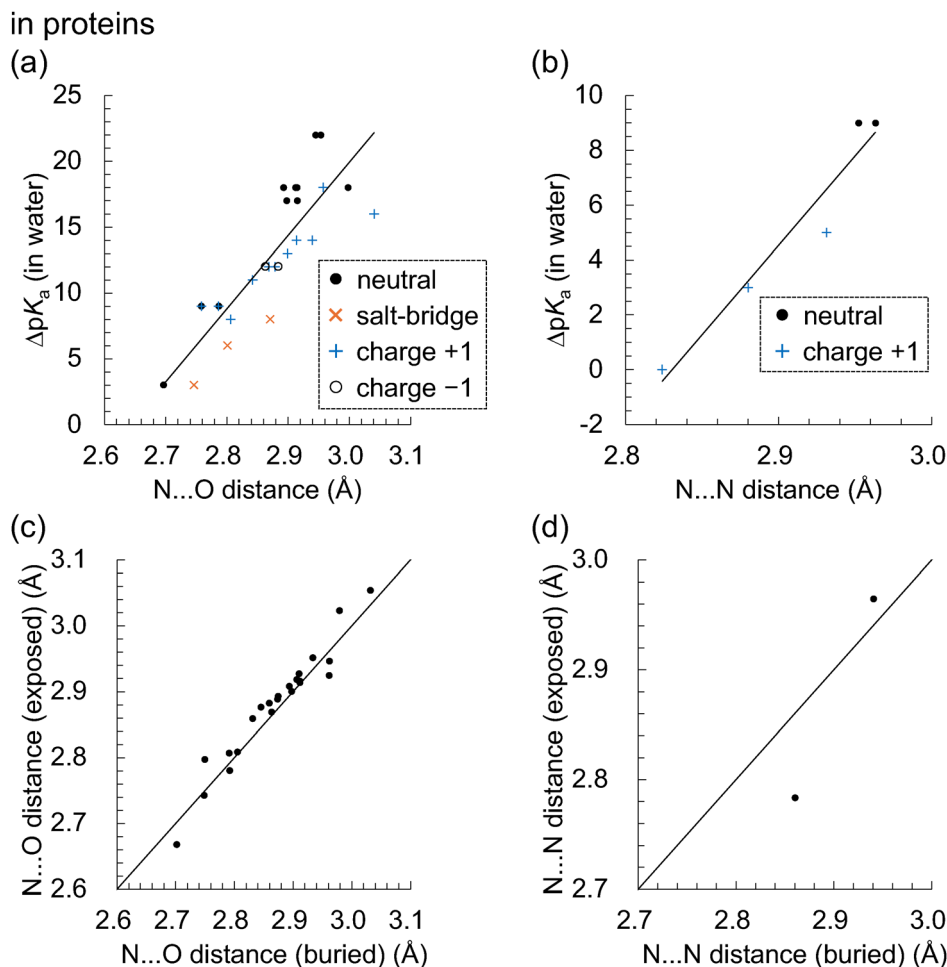 in proteins
(a)
25
20
15
10
5
0
2.6 2.7 2.8 2.9 3.0 3.1
ΔpKa (in water)
N...O distance (Å)
neutral
salt-bridge
charge +1
charge −1
(b)
10
8
6
4
2
0
-2
2.8 2.9 3.0
ΔpKa (in water)
N...N distance (Å)
neutral
charge +1
(c)
3.1
3.0
2.9
2.8
2.7
2.6
2.6 2.7 2.8 2.9 3.0 3.1
N...O distance (exposed) (Å)
N...O distance (buried) (Å)
(d)
3.0
2.9
2.8
2.7
2.7 2.8 2.9 3.0
N...N distance (exposed) (Å)
N...N distance (buried) (Å)